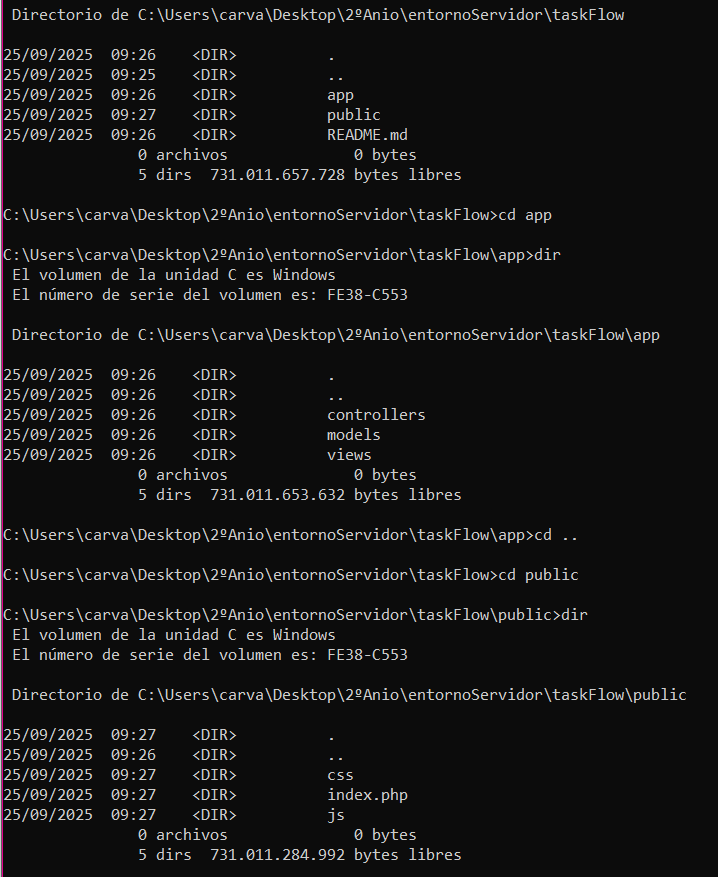 Directorio de C:\Users\carva\Desktop\2ºAnio\entornoServidor\taskFlow
25/09/2025  09:26    <DIR>          .
25/09/2025  09:25    <DIR>          ..
25/09/2025  09:26    <DIR>          app
25/09/2025  09:27    <DIR>          public
25/09/2025  09:26    <DIR>          README.md
               0 archivos              0 bytes
               5 dirs  731.011.657.728 bytes libres
C:\Users\carva\Desktop\2ºAnio\entornoServidor\taskFlow>cd app
C:\Users\carva\Desktop\2ºAnio\entornoServidor\taskFlow\app>dir
 El volumen de la unidad C es Windows
 El número de serie del volumen es: FE38-C553
 Directorio de C:\Users\carva\Desktop\2ºAnio\entornoServidor\taskFlow\app
25/09/2025  09:26    <DIR>          .
25/09/2025  09:26    <DIR>          ..
25/09/2025  09:26    <DIR>          controllers
25/09/2025  09:26    <DIR>          models
25/09/2025  09:26    <DIR>          views
               0 archivos              0 bytes
               5 dirs  731.011.653.632 bytes libres
C:\Users\carva\Desktop\2ºAnio\entornoServidor\taskFlow\app>cd ..
C:\Users\carva\Desktop\2ºAnio\entornoServidor\taskFlow>cd public
C:\Users\carva\Desktop\2ºAnio\entornoServidor\taskFlow\public>dir
 El volumen de la unidad C es Windows
 El número de serie del volumen es: FE38-C553
 Directorio de C:\Users\carva\Desktop\2ºAnio\entornoServidor\taskFlow\public
25/09/2025  09:27    <DIR>          .
25/09/2025  09:26    <DIR>          ..
25/09/2025  09:27    <DIR>          css
25/09/2025  09:27    <DIR>          index.php
25/09/2025  09:27    <DIR>          js
               0 archivos              0 bytes
               5 dirs  731.011.284.992 bytes libres